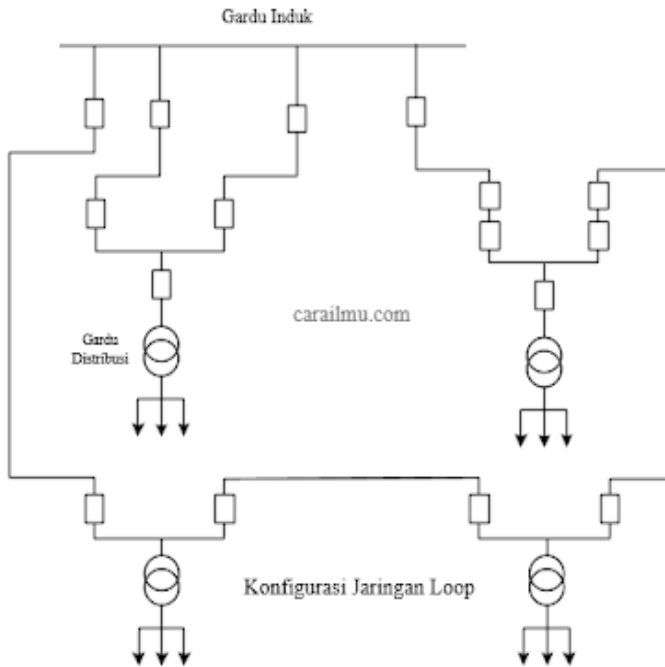 Gardu Induk
carailmu.com
Gardu
Distribusi
Konfigurasi Jaringan Loop